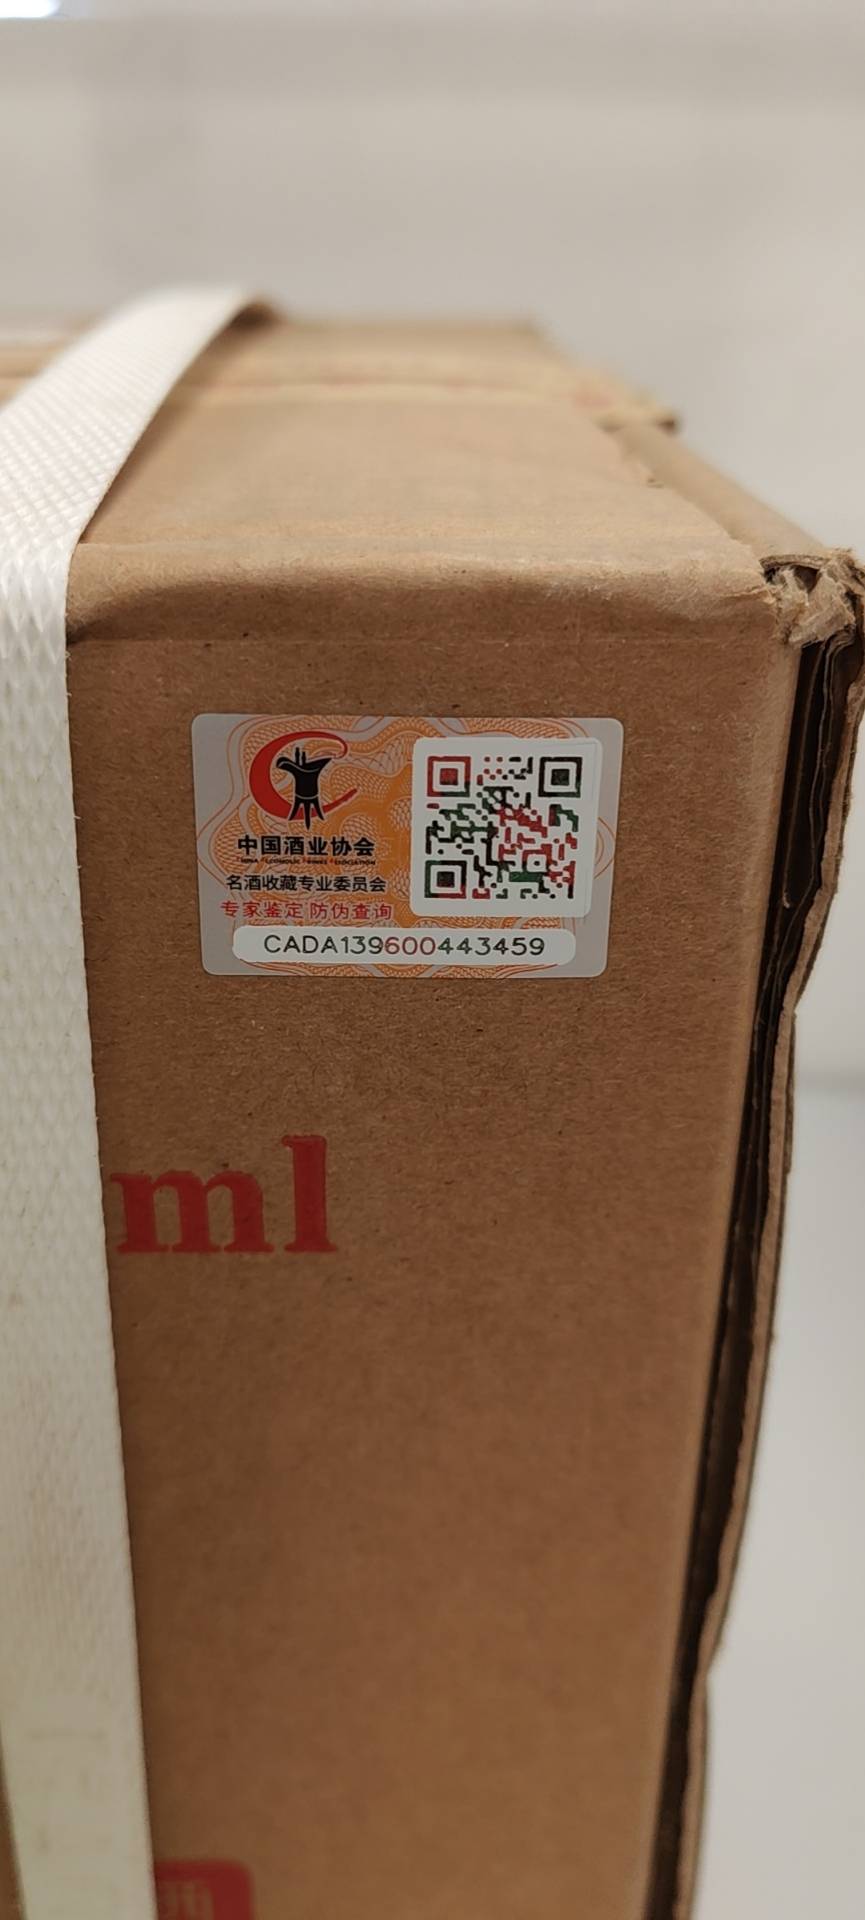 中国酒业协会
名酒收藏专业委员会
专家鉴定 防伪查询
CADA139600443459
ml